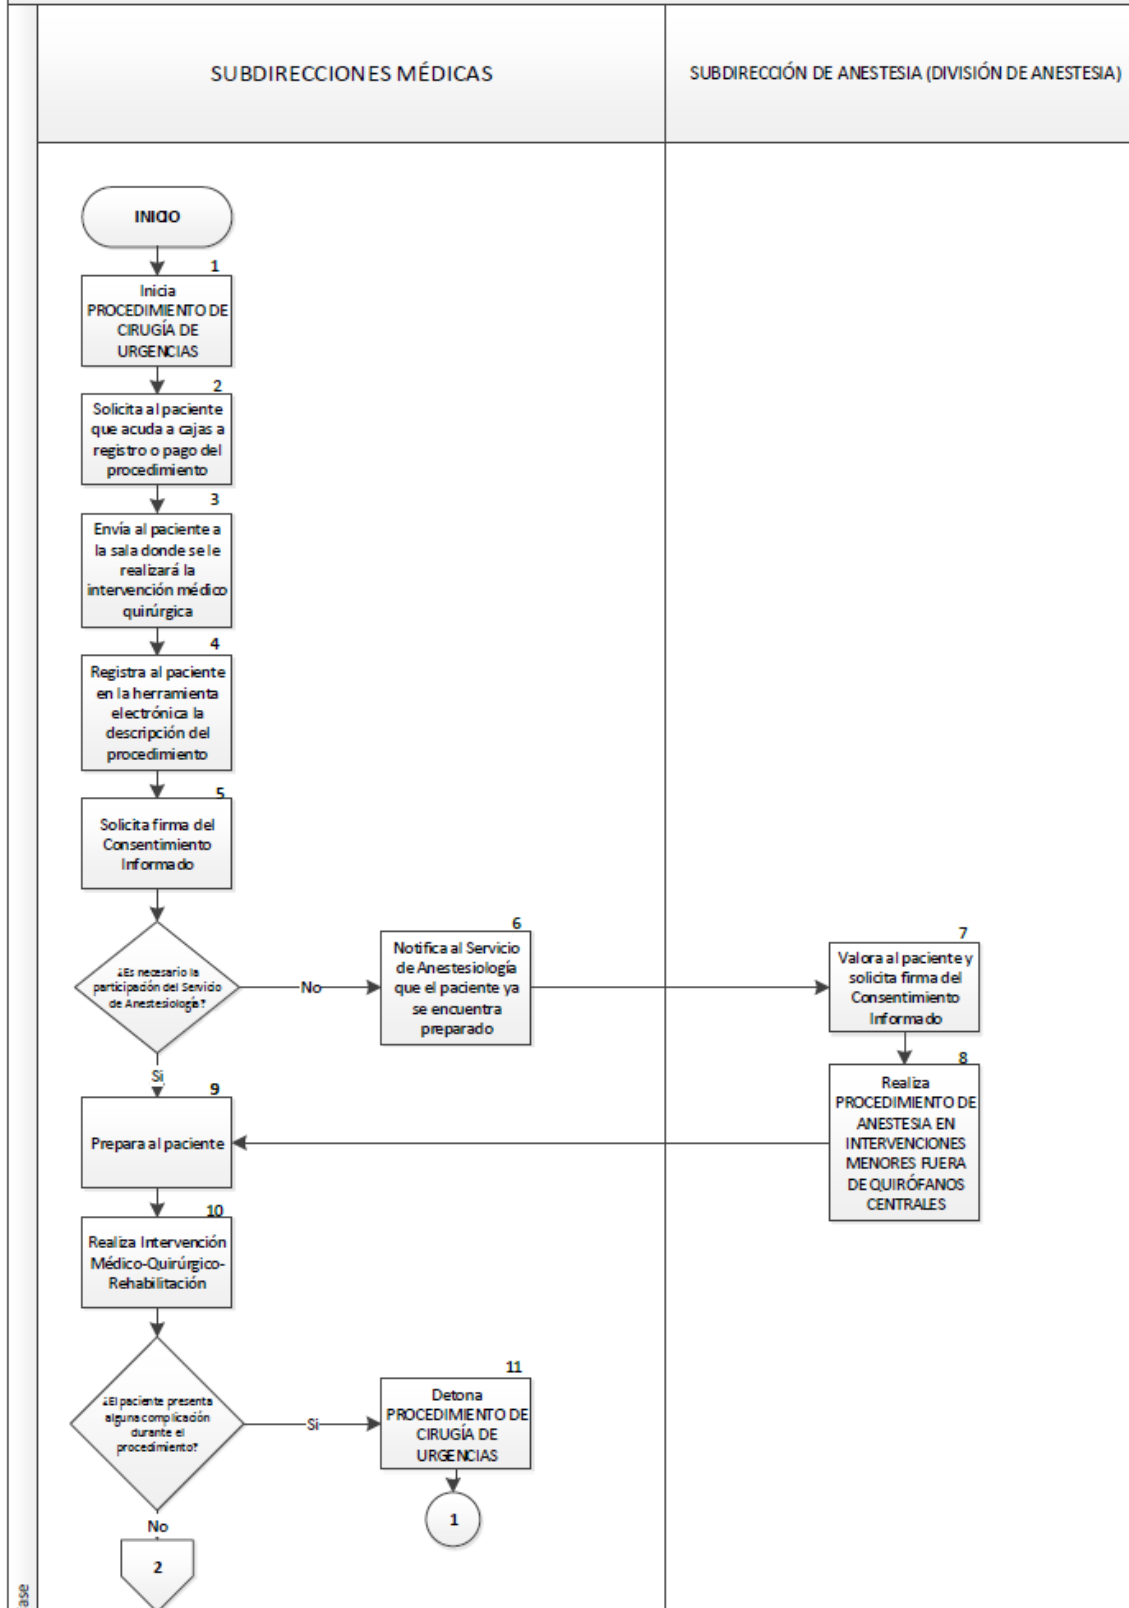 SUBDIRECCIONES MÉDICAS
SUBDIRECCIÓN DE ANESTESIA (DIVISIÓN DE ANESTESIA)
INICIO
1
Inicia
PROCEDIMIENTO DE
CIRUGÍA DE
URGENCIAS
2
Solicita al paciente
que acuda a cajas a
registro o pago del
procedimiento
3
Envía al paciente a
la sala donde se le
realizará la
intervención médico
quirúrgica
4
Registra al paciente
en la herramienta
electrónica la
descripción del
procedimiento
5
Solicita firma del
Consentimiento
Informado
¿Es necesario la
participación del Servicio
de Anestesiología?
No
6
Notifica al Servicio
de Anestesiología
que el paciente ya
se encuentra
preparado
7
Valora al paciente y
solicita firma del
Consentimiento
Informado
8
Realiza
PROCEDIMIENTO DE
ANESTESIA EN
INTERVENCIONES
MENORES FUERA
DE QUIRÓFANOS
CENTRALES
Si
9
Prepara al paciente
10
Realiza Intervención
Médico-Quirúrgico-
Rehabilitación
¿El paciente presenta
alguna complicación
durante el
procedimiento?
Si
11
Detona
PROCEDIMIENTO DE
CIRUGÍA DE
URGENCIAS
1
No
2
ase